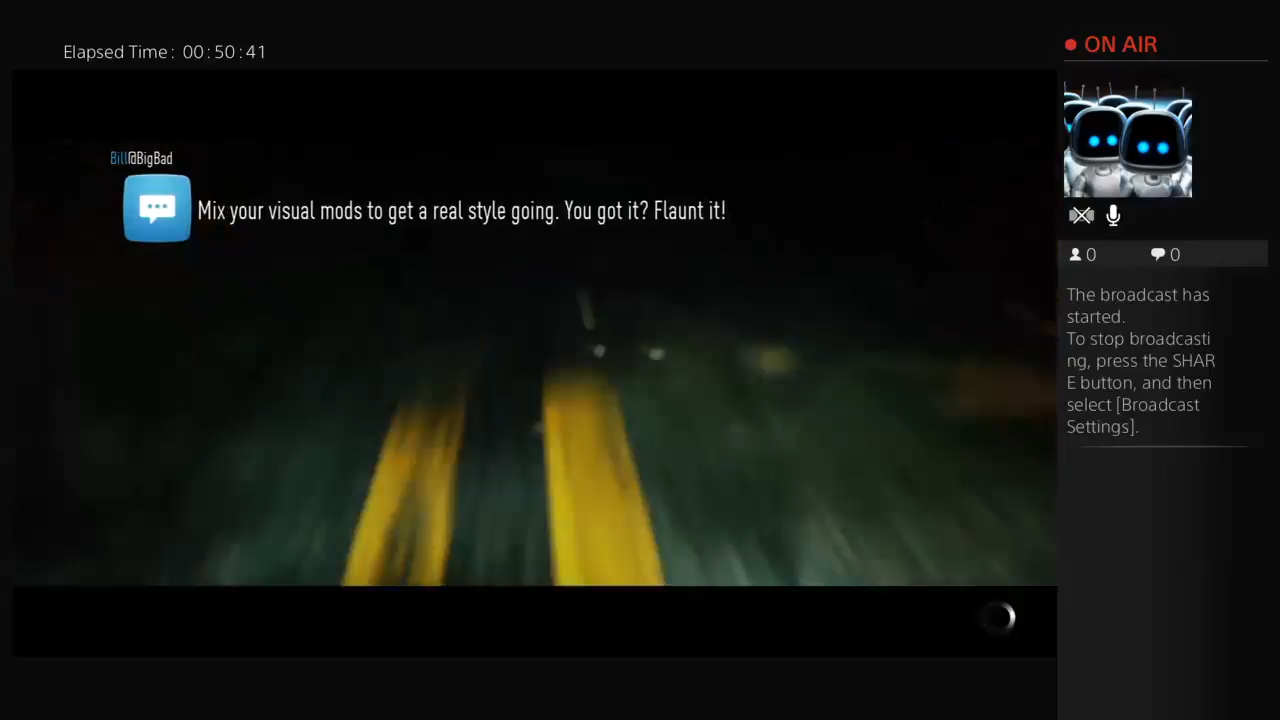 Elapsed Time: 00:50:41
ON AIR
Bill@BigBad
Mix your visual mods to get a real style going. You got it? Flaunt it!
0 0
The broadcast has
started.
To stop broadcasti
ng, press the SHAR
E button, and then
select [Broadcast
Settings].